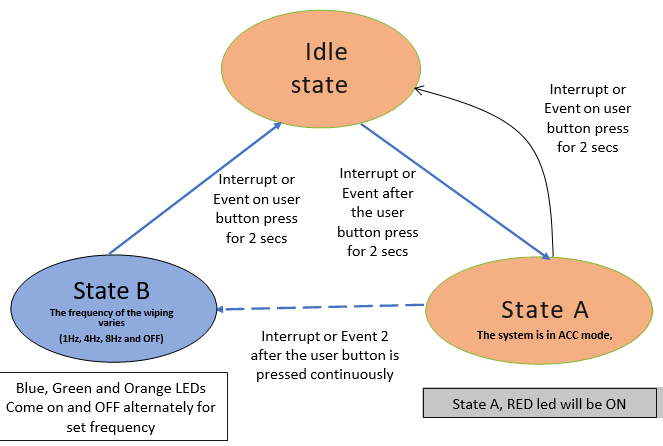 Idle
state
Interrupt or
Event on user
button press
for 2 secs
Interrupt or
Event after
the user
button press
for 2 secs
Interrupt or
Event on user
button press
for 2 secs
State B
The frequency of the wiping
varies
(1Hz, 4Hz, 8Hz and OFF)
State A
The system is in ACC mode,
Interrupt or Event 2
after the user button is
pressed continuously
Blue, Green and Orange LEDs
Come on and OFF alternately for
set frequency
State A, RED led will be ON